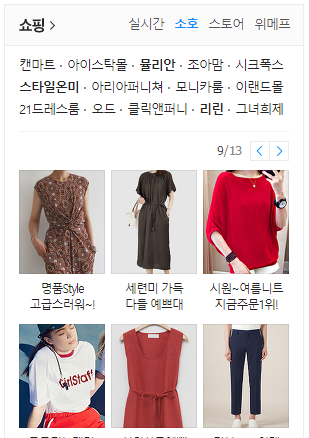 쇼핑 > 실시간 소호 스토어 위메프
캔마트 · 아이스탁몰 · 뮬리안 · 조아맘 · 시크폭스
스타일온미 · 아리아퍼니쳐 · 모니카룸 · 이랜드몰
21드레스룸 · 오드 · 클릭앤퍼니 · 리린 · 그녀희제
9/13 < >
명품Style 세련미 가득 시원~여름니트
고급스러워~! 다들 예쁘대 지금주문1위!
GirlStaff